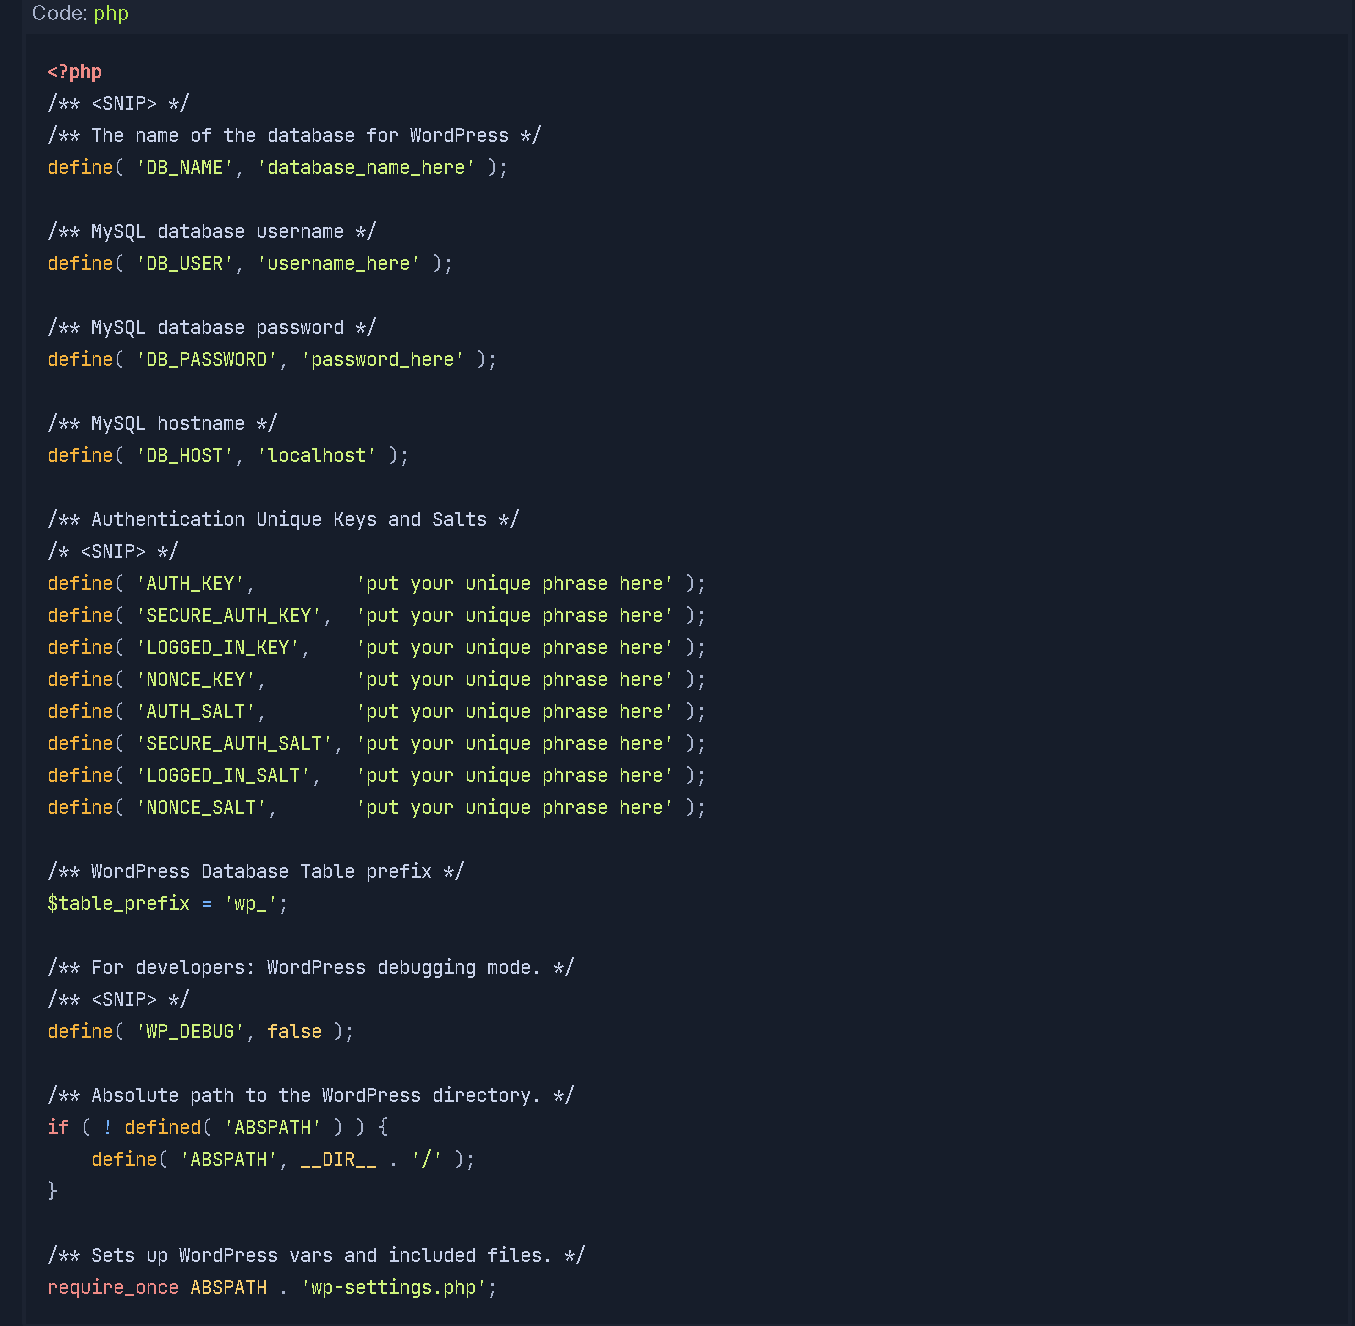 Code: php
<?php
/** <SNIP> */
/** The name of the database for WordPress */
define( 'DB_NAME', 'database_name_here' );
/** MySQL database username */
define( 'DB_USER', 'username_here' );
/** MySQL database password */
define( 'DB_PASSWORD', 'password_here' );
/** MySQL hostname */
define( 'DB_HOST', 'localhost' );
/** Authentication Unique Keys and Salts */
/* <SNIP> */
define( 'AUTH_KEY',         'put your unique phrase here' );
define( 'SECURE_AUTH_KEY',  'put your unique phrase here' );
define( 'LOGGED_IN_KEY',    'put your unique phrase here' );
define( 'NONCE_KEY',        'put your unique phrase here' );
define( 'AUTH_SALT',        'put your unique phrase here' );
define( 'SECURE_AUTH_SALT', 'put your unique phrase here' );
define( 'LOGGED_IN_SALT',   'put your unique phrase here' );
define( 'NONCE_SALT',       'put your unique phrase here' );
/** WordPress Database Table prefix */
$table_prefix = 'wp_';
/** For developers: WordPress debugging mode. */
/** <SNIP> */
define( 'WP_DEBUG', false );
/** Absolute path to the WordPress directory. */
if ( ! defined( 'ABSPATH' ) ) {
    define( 'ABSPATH', __DIR__ . '/' );
}
/** Sets up WordPress vars and included files. */
require_once ABSPATH . 'wp-settings.php';